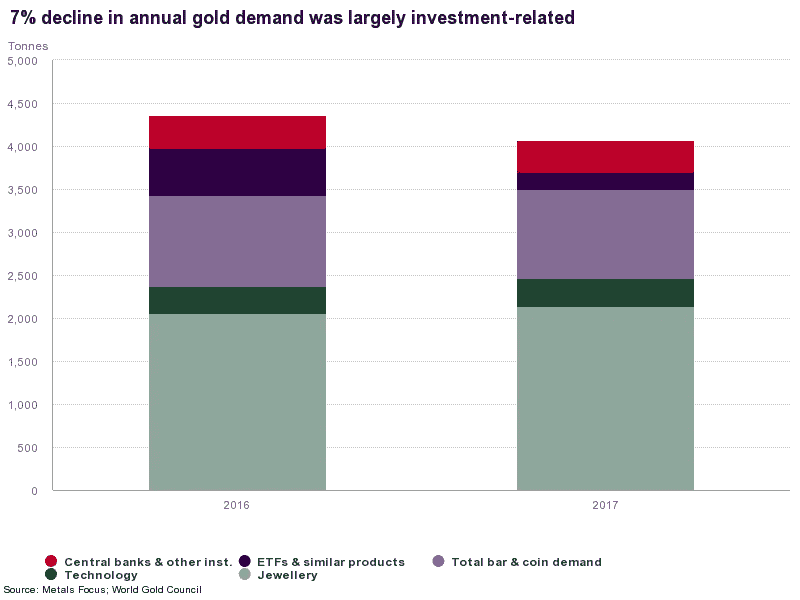 7% decline in annual gold demand was largely investment-related
Tonnes
5,000
4,500
4,000
3,500
3,000
2,500
2,000
1,500
1,000
500
0
2016 2017
Central banks & other inst. ETFs & similar products Total bar & coin demand
Technology Jewellery
Source: Metals Focus; World Gold Council